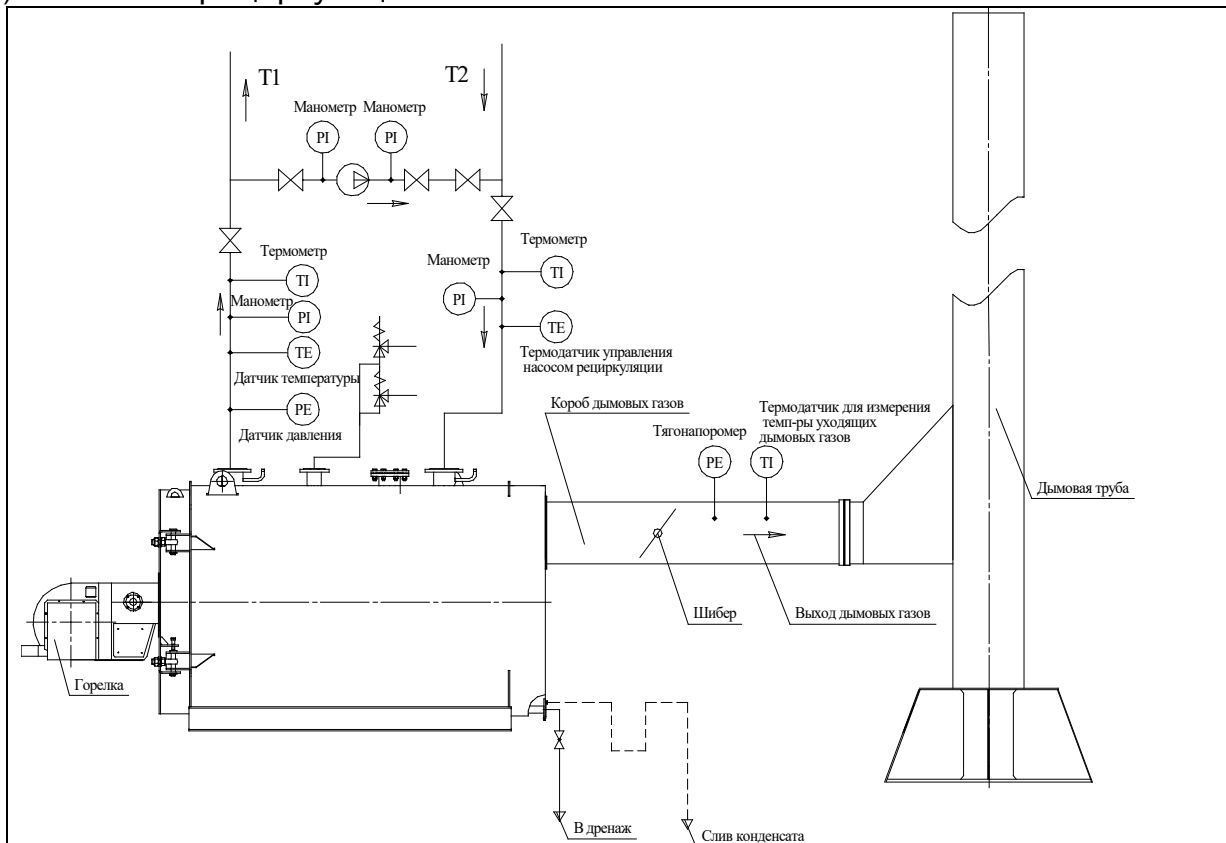 T1
T2
Манометр
Манометр
PI
PI
Термометр
Термометр
Манометр
TI
TI
Манометр
PI
PI
TE
TE
Термодатчик управления
насосом рециркуляции
Датчик температуры
PE
Датчик давления
Короб дымовых газов
Термодатчик для измерения
темп-ры уходящих
дымовых газов
Тягонапоромер
PE
TI
Дымовая труба
Шибер
Выход дымовых газов
Горелка
В дренаж
Слив конденсата